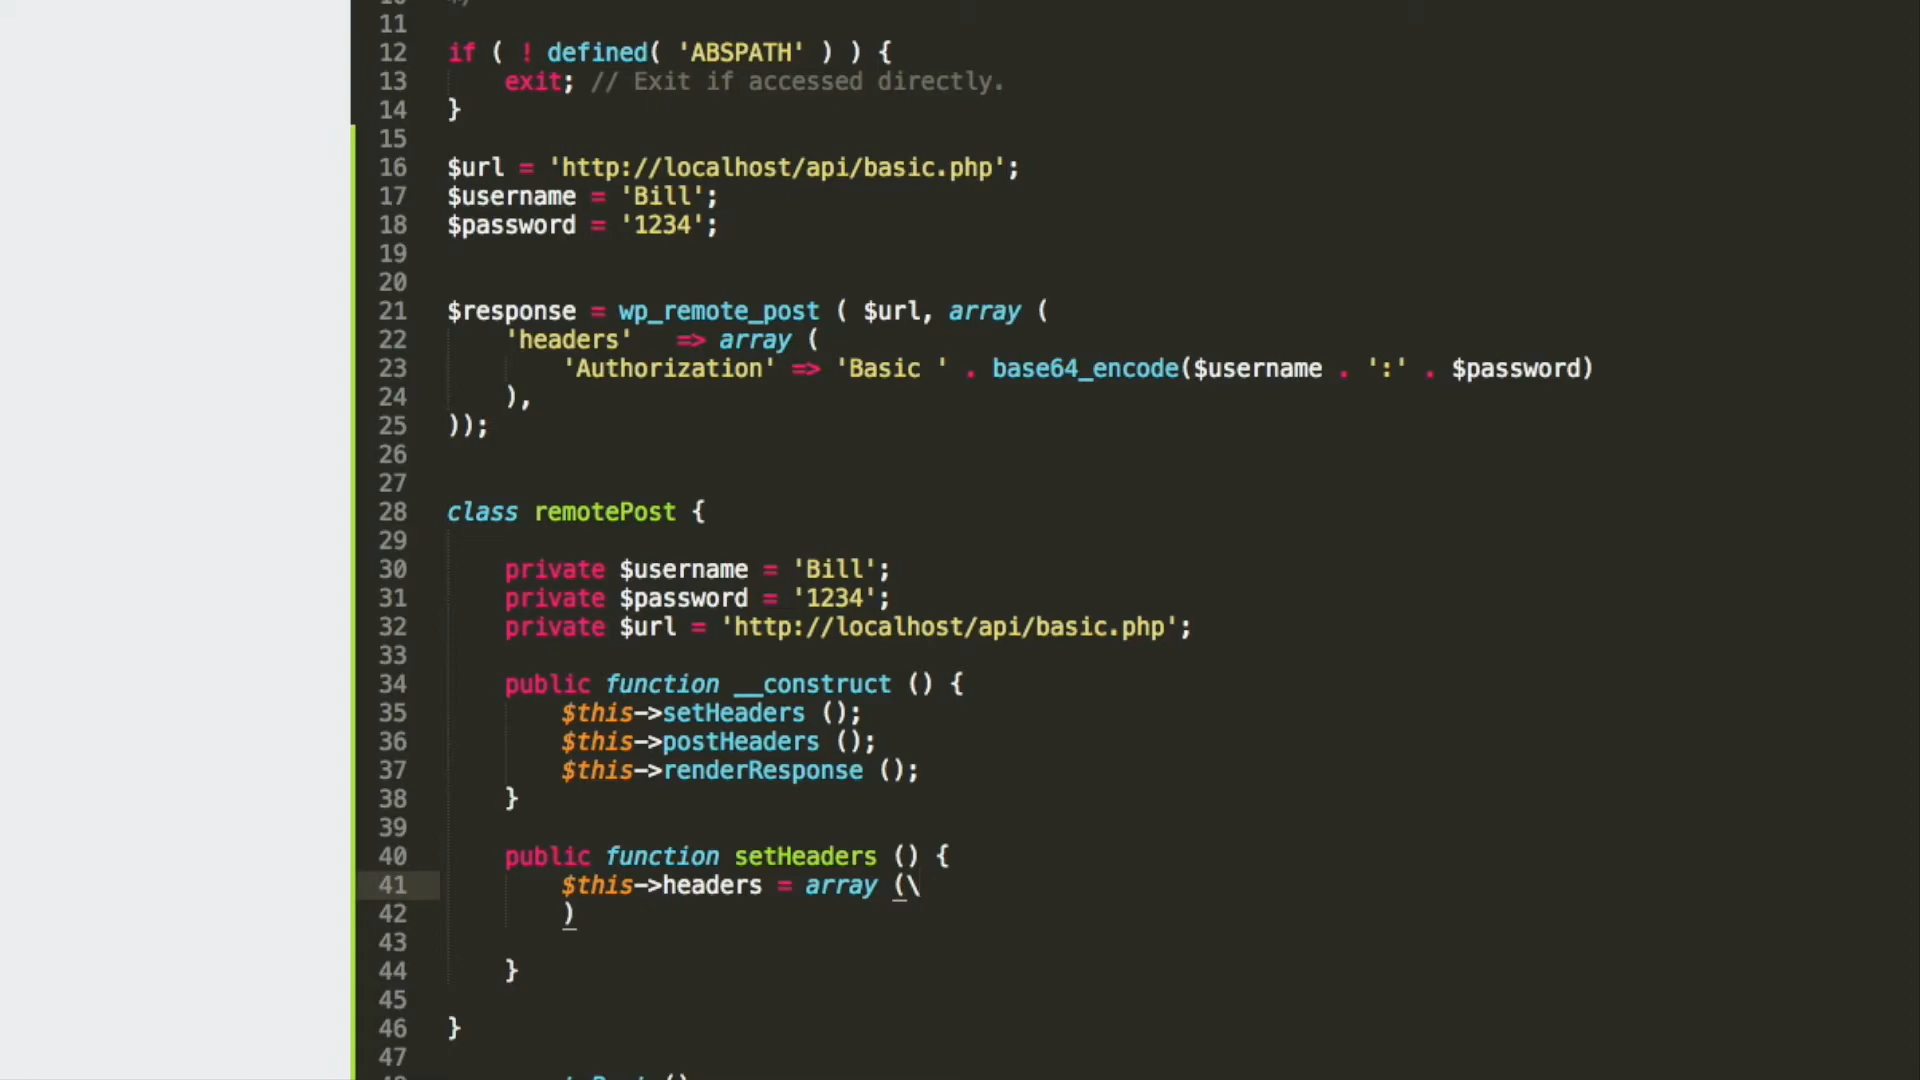 11
12 if ( ! defined( 'ABSPATH' ) ) {
13 exit; // Exit if accessed directly.
14 }
15
16 $url = 'http://localhost/api/basic.php';
17 $username = 'Bill';
18 $password = '1234';
19
20
21 $response = wp_remote_post ( $url, array (
22 'headers' => array (
23 'Authorization' => 'Basic ' . base64_encode($username . ':' . $password)
24 ),
25 ));
26
27
28 class remotePost {
29
30 private $username = 'Bill';
31 private $password = '1234';
32 private $url = 'http://localhost/api/basic.php';
33
34 public function __construct () {
35 $this->setHeaders ();
36 $this->postHeaders ();
37 $this->renderResponse ();
38 }
39
40 public function setHeaders () {
41 $this->headers = array (\
42 )
43
44 }
45
46 }
47